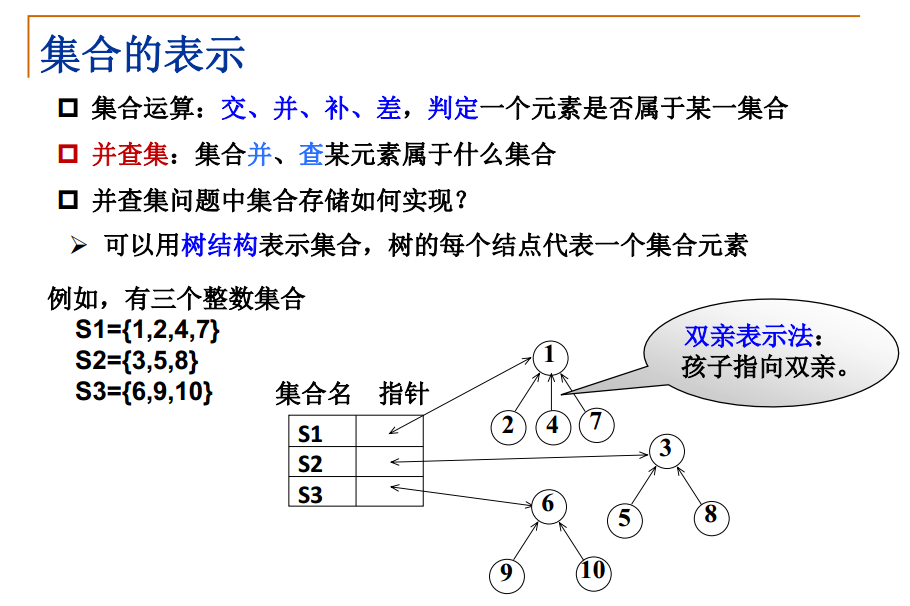 集合的表示
集合运算：交、并、补、差，判定一个元素是否属于某一集合
并查集：集合并、查某元素属于什么集合
并查集问题中集合存储如何实现？
可以用树结构表示集合，树的每个结点代表一个集合元素
例如，有三个整数集合
S1={1,2,4,7}
S2={3,5,8}
S3={6,9,10}
集合名 指针
S1
S2
S3
双亲表示法：
孩子指向双亲。
1
2 4 7
3
5 8
6
9 10